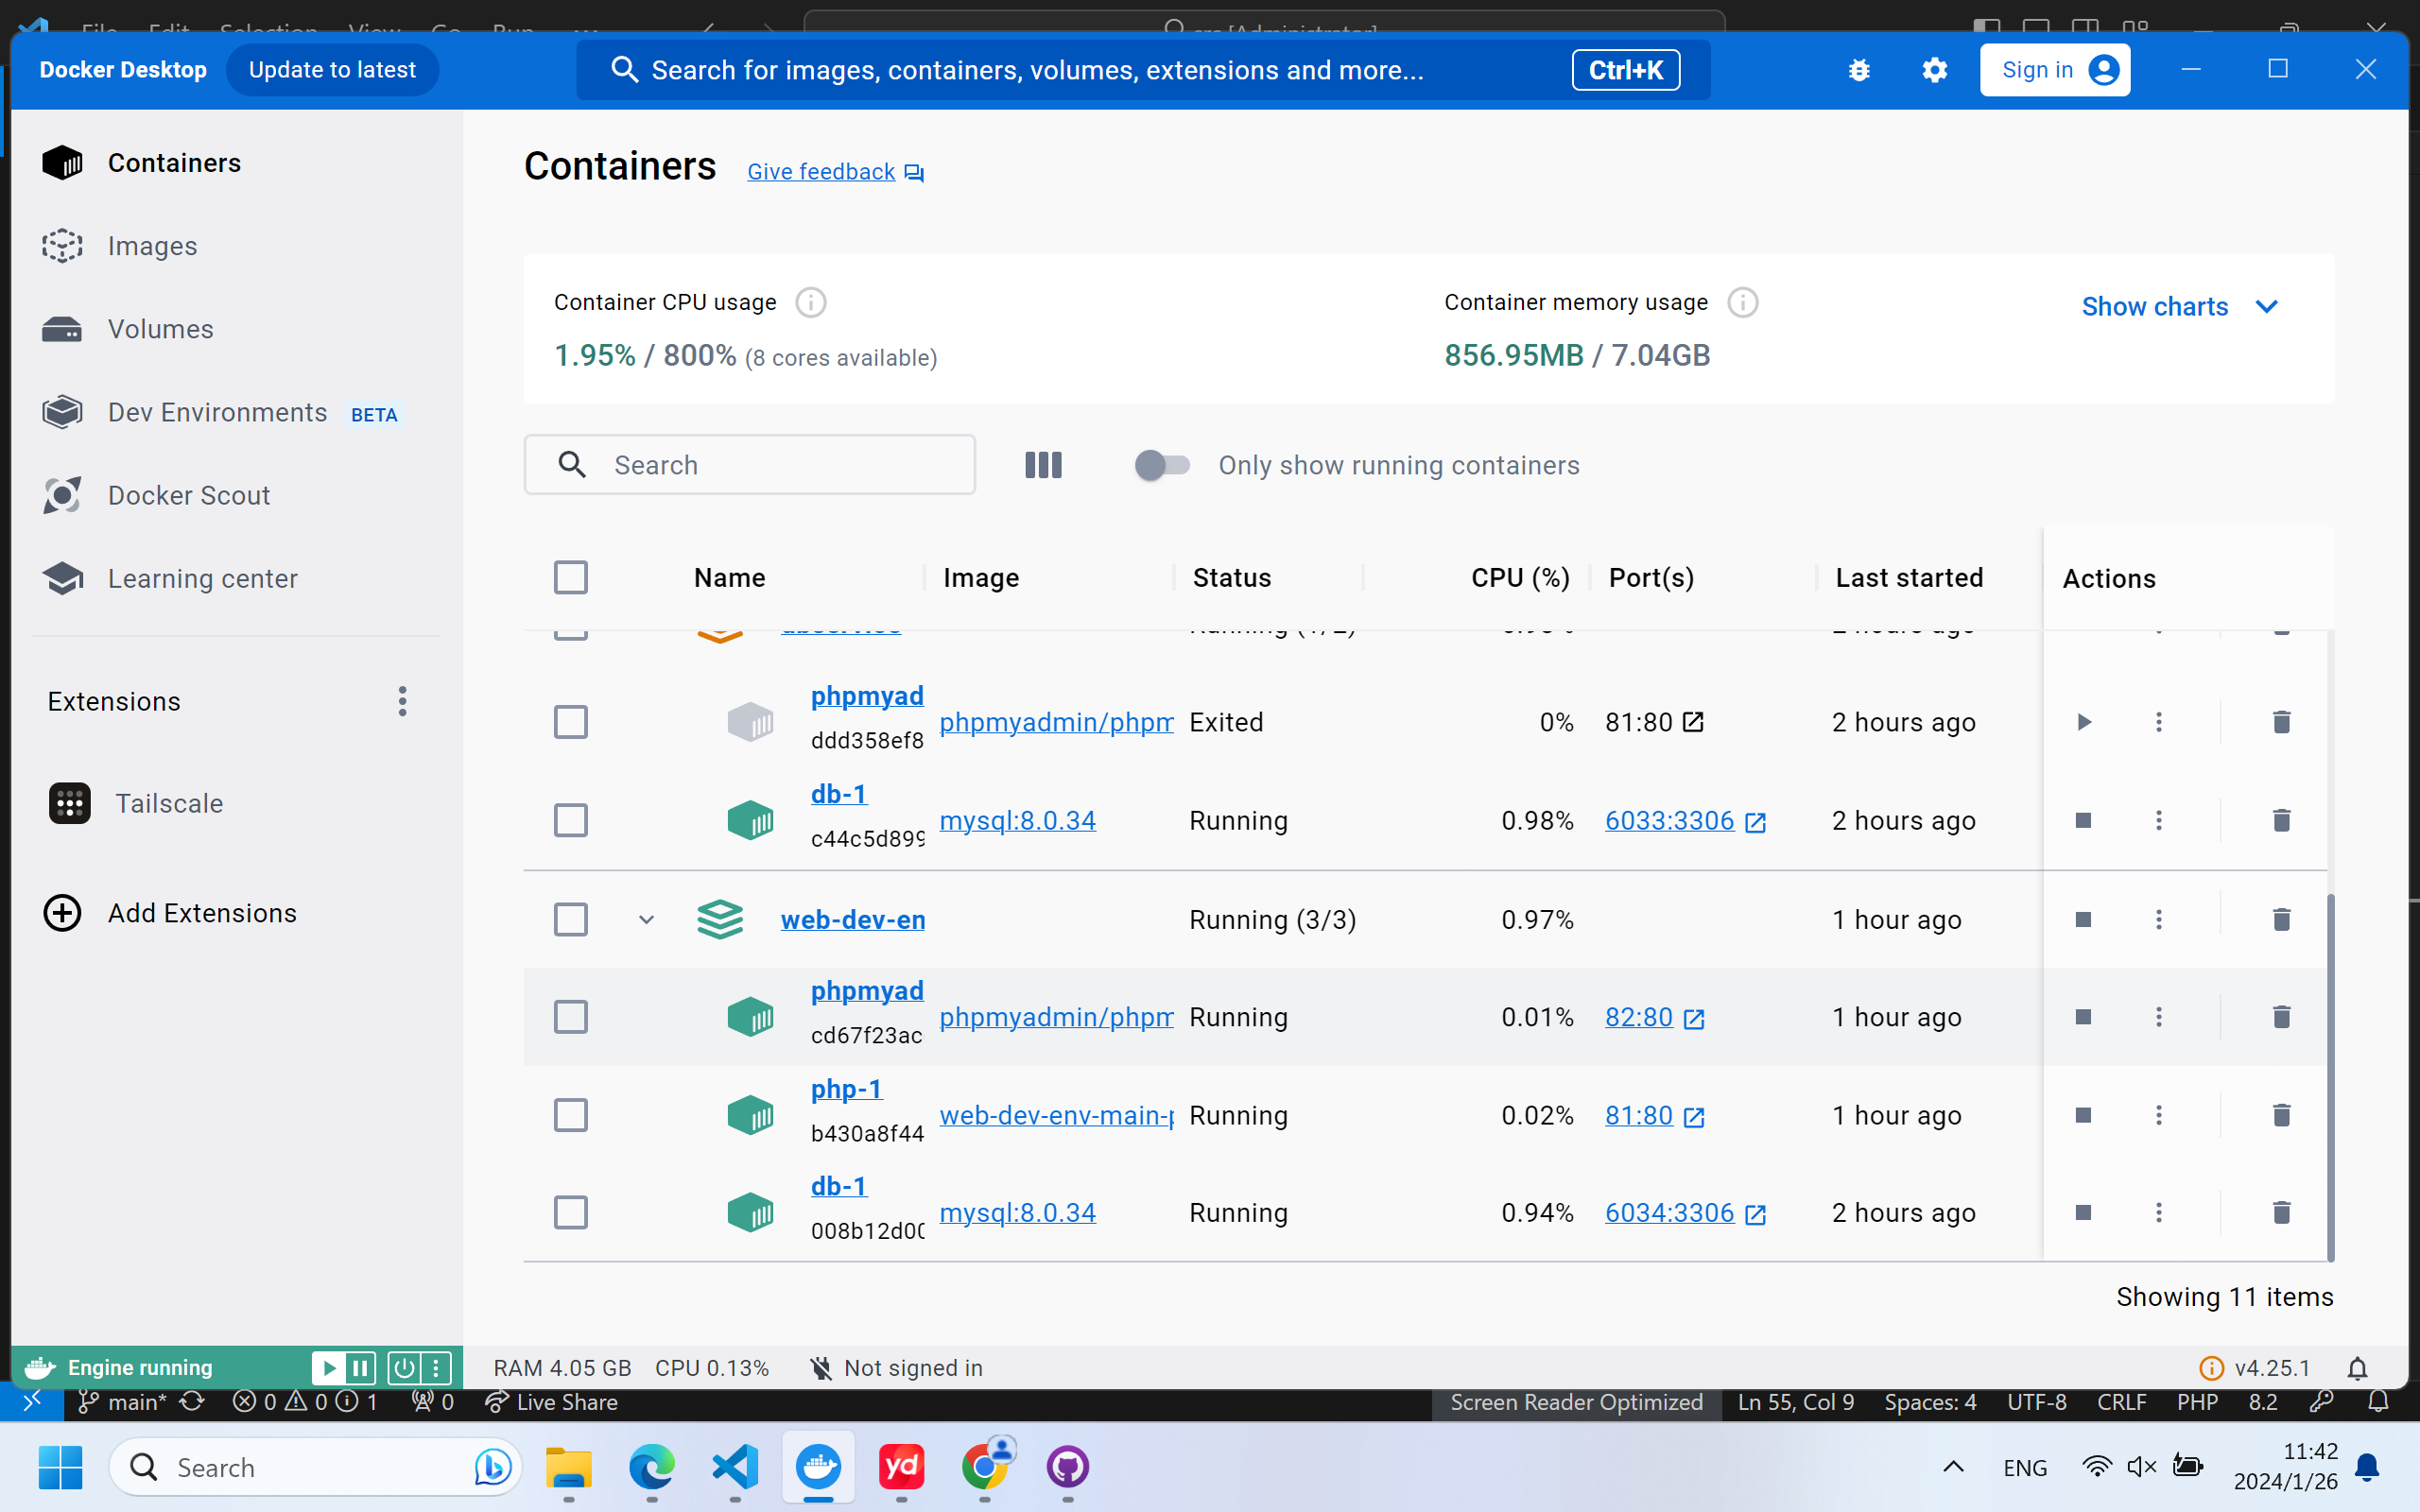 Docker Desktop Update to latest Search for images, containers, volumes, extensions and more... Ctrl+K Sign in
Containers
Images
Volumes
Dev Environments BETA
Docker Scout
Learning center
Extensions
Tailscale
Add Extensions
Containers Give feedback
Container CPU usage
1.95% / 800% (8 cores available)
Container memory usage
856.95MB / 7.04GB
Show charts
Search
Only show running containers
Name Image Status CPU (%) Port(s) Last started Actions
phpmyad
ddd358ef8
phpmyadmin/phpm Exited 0% 81:80 2 hours ago
db-1
c44c5d899
mysql:8.0.34 Running 0.98% 6033:3306 2 hours ago
web-dev-en Running (3/3) 0.97% 1 hour ago
phpmyad
cd67f23ac
phpmyadmin/phpm Running 0.01% 82:80 1 hour ago
php-1
b430a8f44
web-dev-env-main-p Running 0.02% 81:80 1 hour ago
db-1
008b12d00
mysql:8.0.34 Running 0.94% 6034:3306 2 hours ago
Showing 11 items
Engine running RAM 4.05 GB CPU 0.13% Not signed in v4.25.1
main* 0 0 1 0 Live Share Screen Reader Optimized Ln 55, Col 9 Spaces: 4 UTF-8 CRLF PHP 8.2
Search yd ENG 11:42
2024/1/26